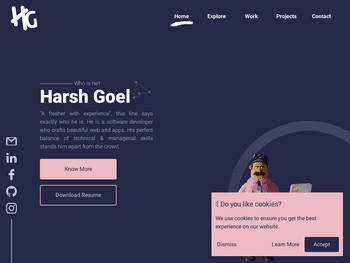 HG
Home Explore Work Projects Contact
Who is he?
Harsh Goel
"A fresher with experience", this line says
exactly who he is. He is a software developer
who crafts beautiful web and apps. His perfect
balance of technical & managerial skills
stands him apart from the crowd.
Know More
Download Resume
Do you like cookies?
We use cookies to ensure you get the best
experience on our website.
Dismiss Learn More Accept